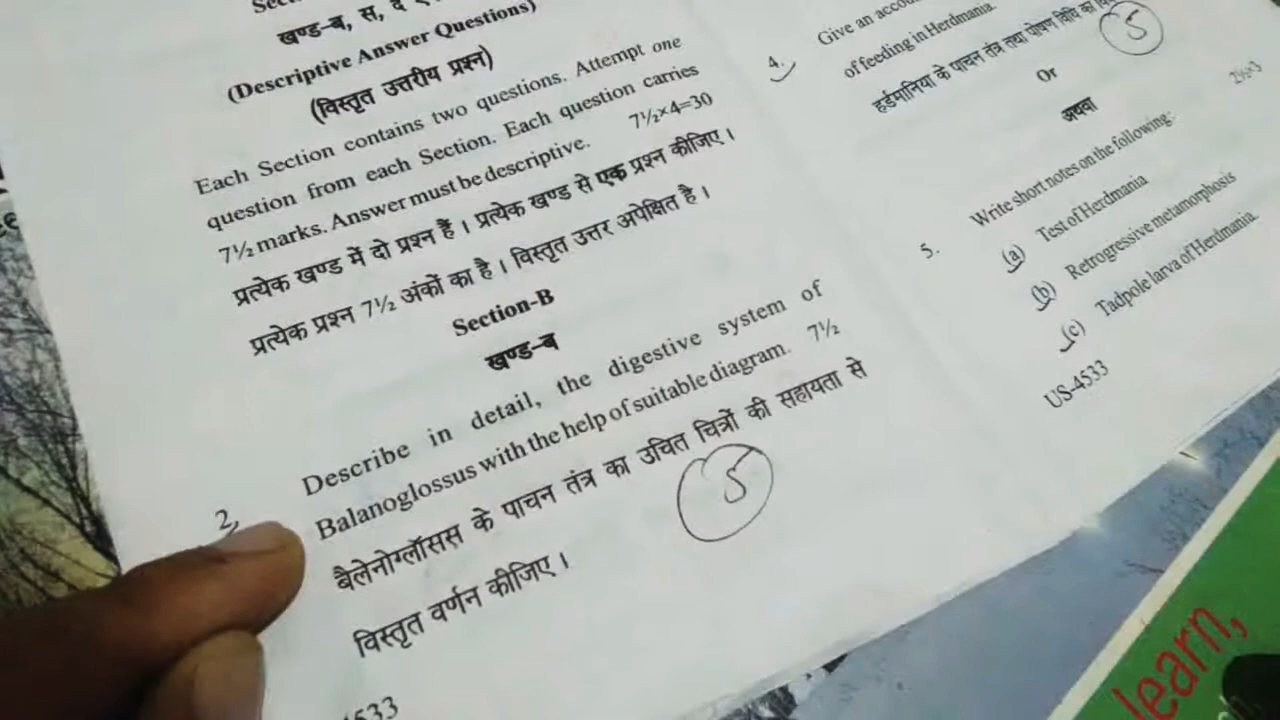 खण्ड-ब, स, द
(Descriptive Answer Questions)
(विस्तृत उत्तरीय प्रश्न)
Each Section contains two questions. Attempt one
question from each Section. Each question carries
7½ marks. Answer must be descriptive. 7½×4=30
प्रत्येक खण्ड में दो प्रश्न हैं। प्रत्येक खण्ड से एक प्रश्न कीजिए।
प्रत्येक प्रश्न 7½ अंकों का है। विस्तृत उत्तर अपेक्षित है।
Section-B
खण्ड-ब
2. Describe in detail, the digestive system of
Balanoglossus with the help of suitable diagram. 7½
बैलेनोग्लॉसस के पाचन तंत्र का उचित चित्रों की सहायता से
विस्तृत वर्णन कीजिए।
5
4. Give an
of feeding in Herdmania.
हर्डमानिया के पाचन तंत्र तथा पोषण विधि का
5
Or
अथवा
2½×3
5. Write short notes on the following:
(a) Test of Herdmania
(b) Retrogressive metamorphosis
(c) Tadpole larva of Herdmania.
US-4533
learn,